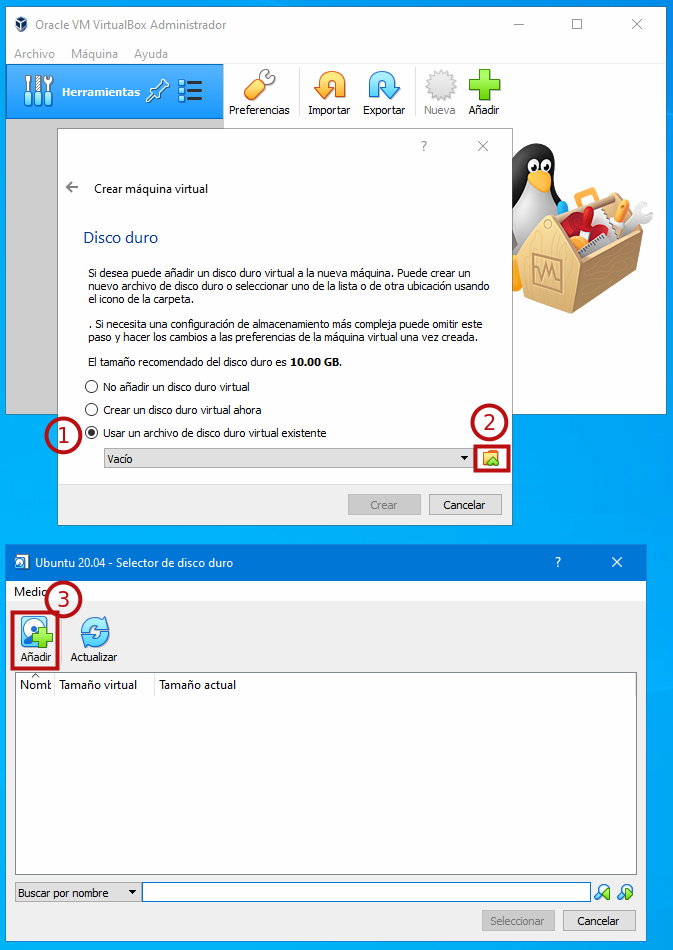 Oracle VM VirtualBox Administrador
Archivo Máquina Ayuda
Herramientas
Preferencias Importar Exportar Nueva Añadir
?
Crear máquina virtual
Disco duro
Si desea puede añadir un disco duro virtual a la nueva máquina. Puede crear un
nuevo archivo de disco duro o seleccionar uno de la lista o de otra ubicación usando
el icono de la carpeta.
. Si necesita una configuración de almacenamiento más compleja puede omitir este
paso y hacer los cambios a las preferencias de la máquina virtual una vez creada.
El tamaño recomendado del disco duro es 10.00 GB.
No añadir un disco duro virtual
Crear un disco duro virtual ahora
1 Usar un archivo de disco duro virtual existente
2
Vacío
Crear Cancelar
Ubuntu 20.04 - Selector de disco duro ?
Medio
3
Añadir Actualizar
Nomb Tamaño virtual Tamaño actual
Buscar por nombre
Seleccionar Cancelar